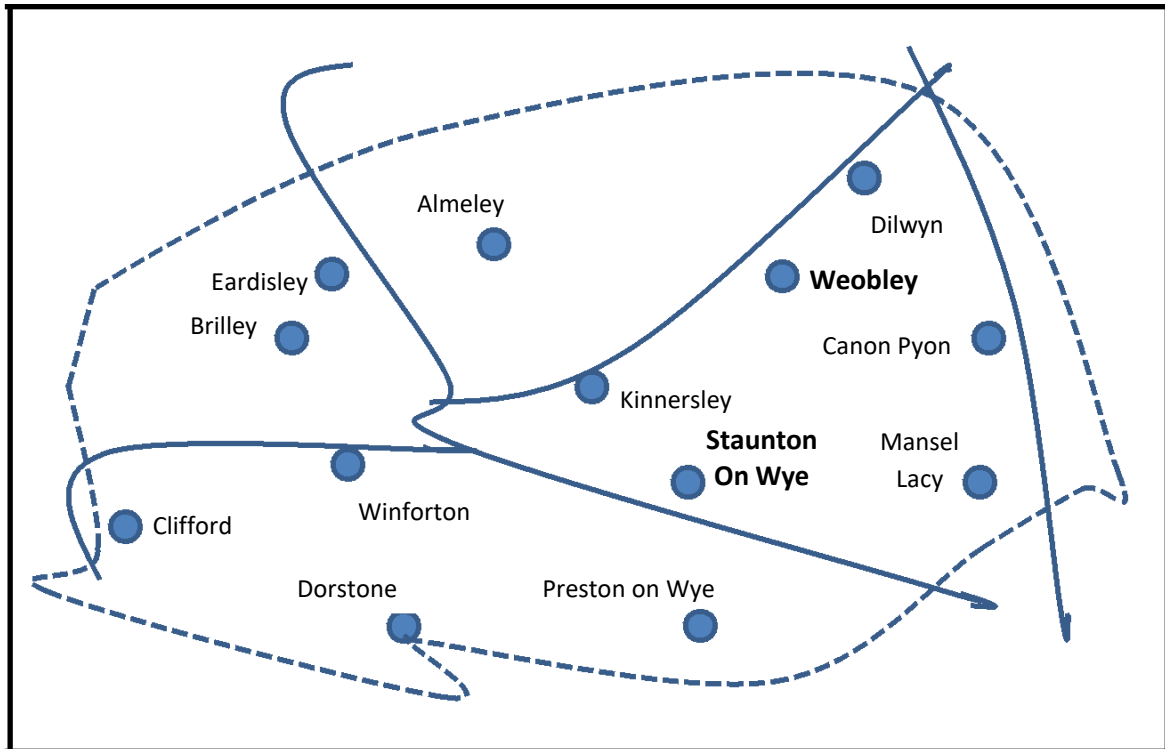 Almeley
Dilwyn
Eardisley
Weobley
Brilley
Canon Pyon
Kinnersley
Staunton
On Wye
Mansel
Lacy
Winforton
Clifford
Dorstone
Preston on Wye